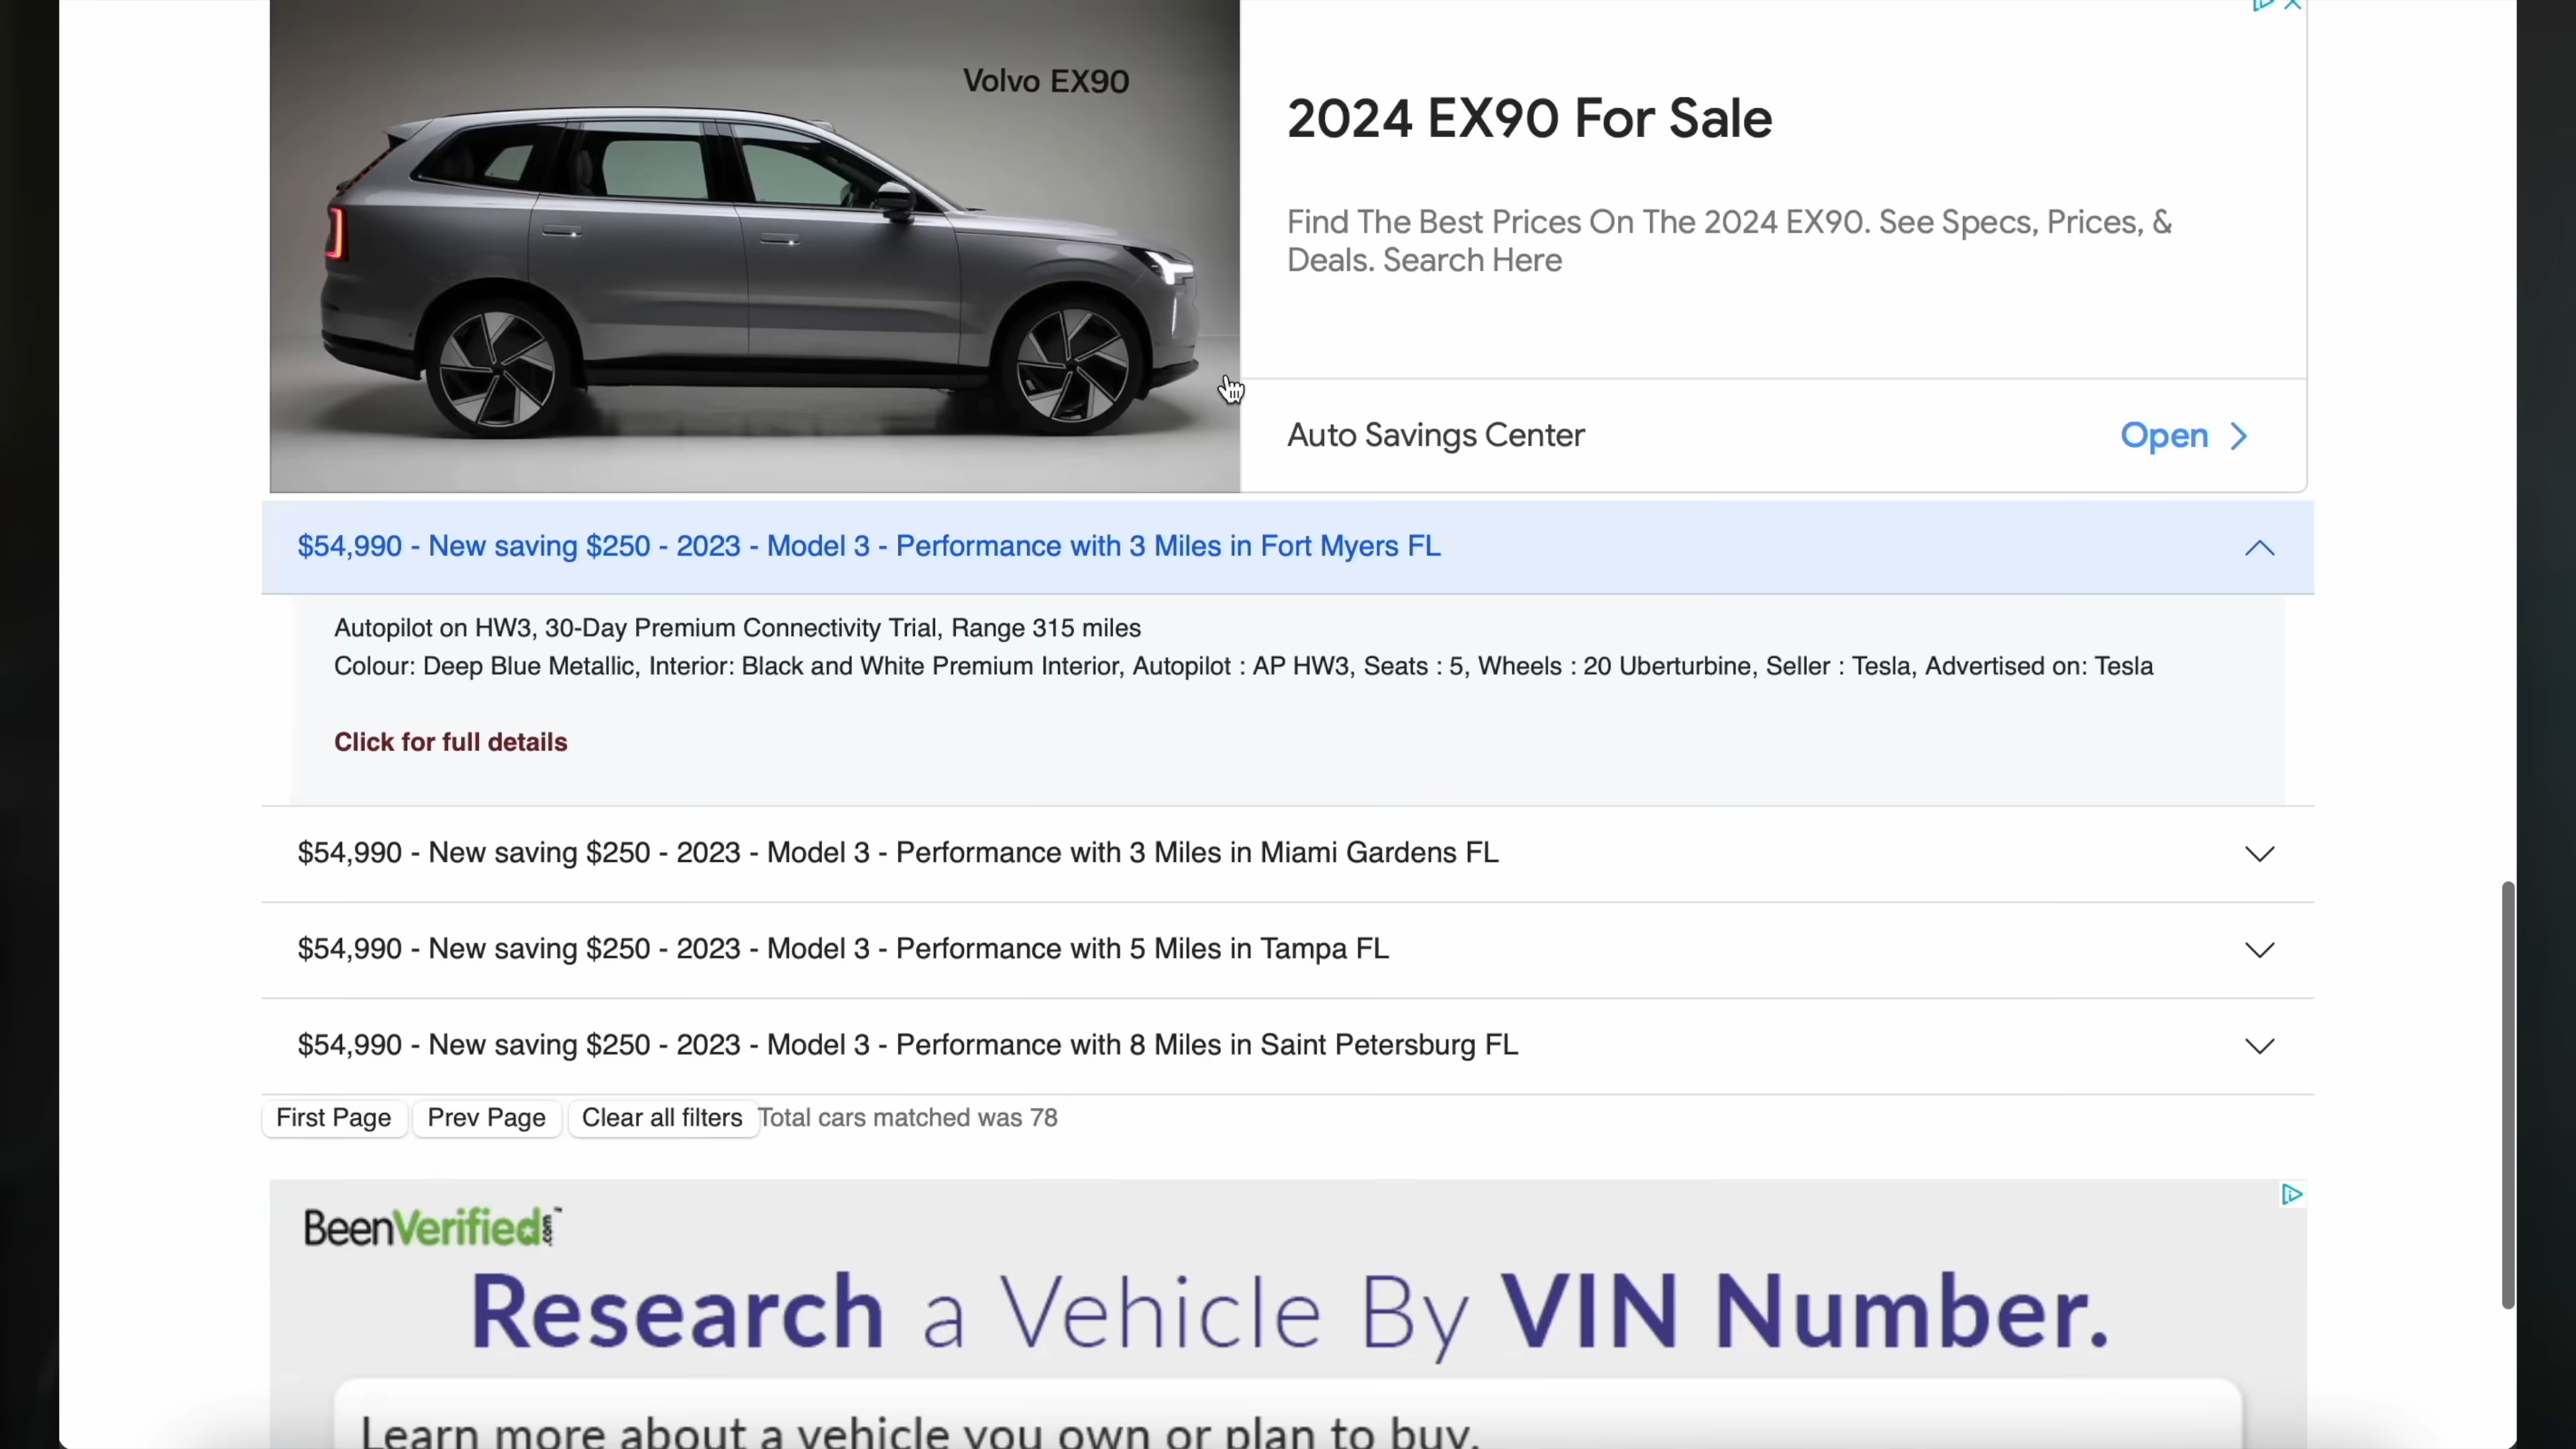 Volvo EX90
2024 EX90 For Sale
Find The Best Prices On The 2024 EX90. See Specs, Prices, &
Deals. Search Here
Auto Savings Center
Open
$54,990 - New saving $250 - 2023 - Model 3 - Performance with 3 Miles in Fort Myers FL
Autopilot on HW3, 30-Day Premium Connectivity Trial, Range 315 miles
Colour: Deep Blue Metallic, Interior: Black and White Premium Interior, Autopilot : AP HW3, Seats : 5, Wheels : 20 Uberturbine, Seller : Tesla, Advertised on: Tesla
Click for full details
$54,990 - New saving $250 - 2023 - Model 3 - Performance with 3 Miles in Miami Gardens FL
$54,990 - New saving $250 - 2023 - Model 3 - Performance with 5 Miles in Tampa FL
$54,990 - New saving $250 - 2023 - Model 3 - Performance with 8 Miles in Saint Petersburg FL
First Page Prev Page Clear all filters Total cars matched was 78
BeenVerified.com™
Research a Vehicle By VIN Number.
Learn more about a vehicle you own or plan to buy.